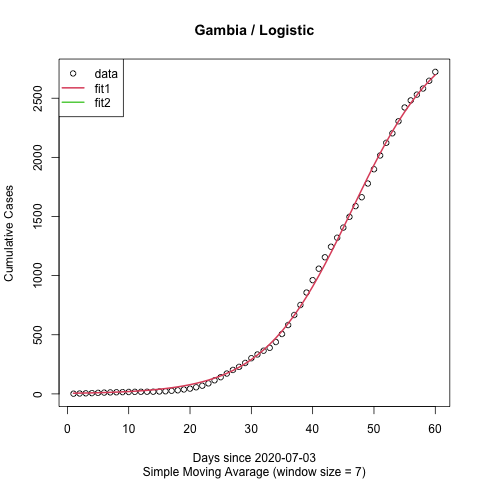 Gambia / Logistic
data
fit1
fit2
Cumulative Cases
2500
2000
1500
1000
500
0
0 10 20 30 40 50 60
Days since 2020-07-03
Simple Moving Avarage (window size = 7)